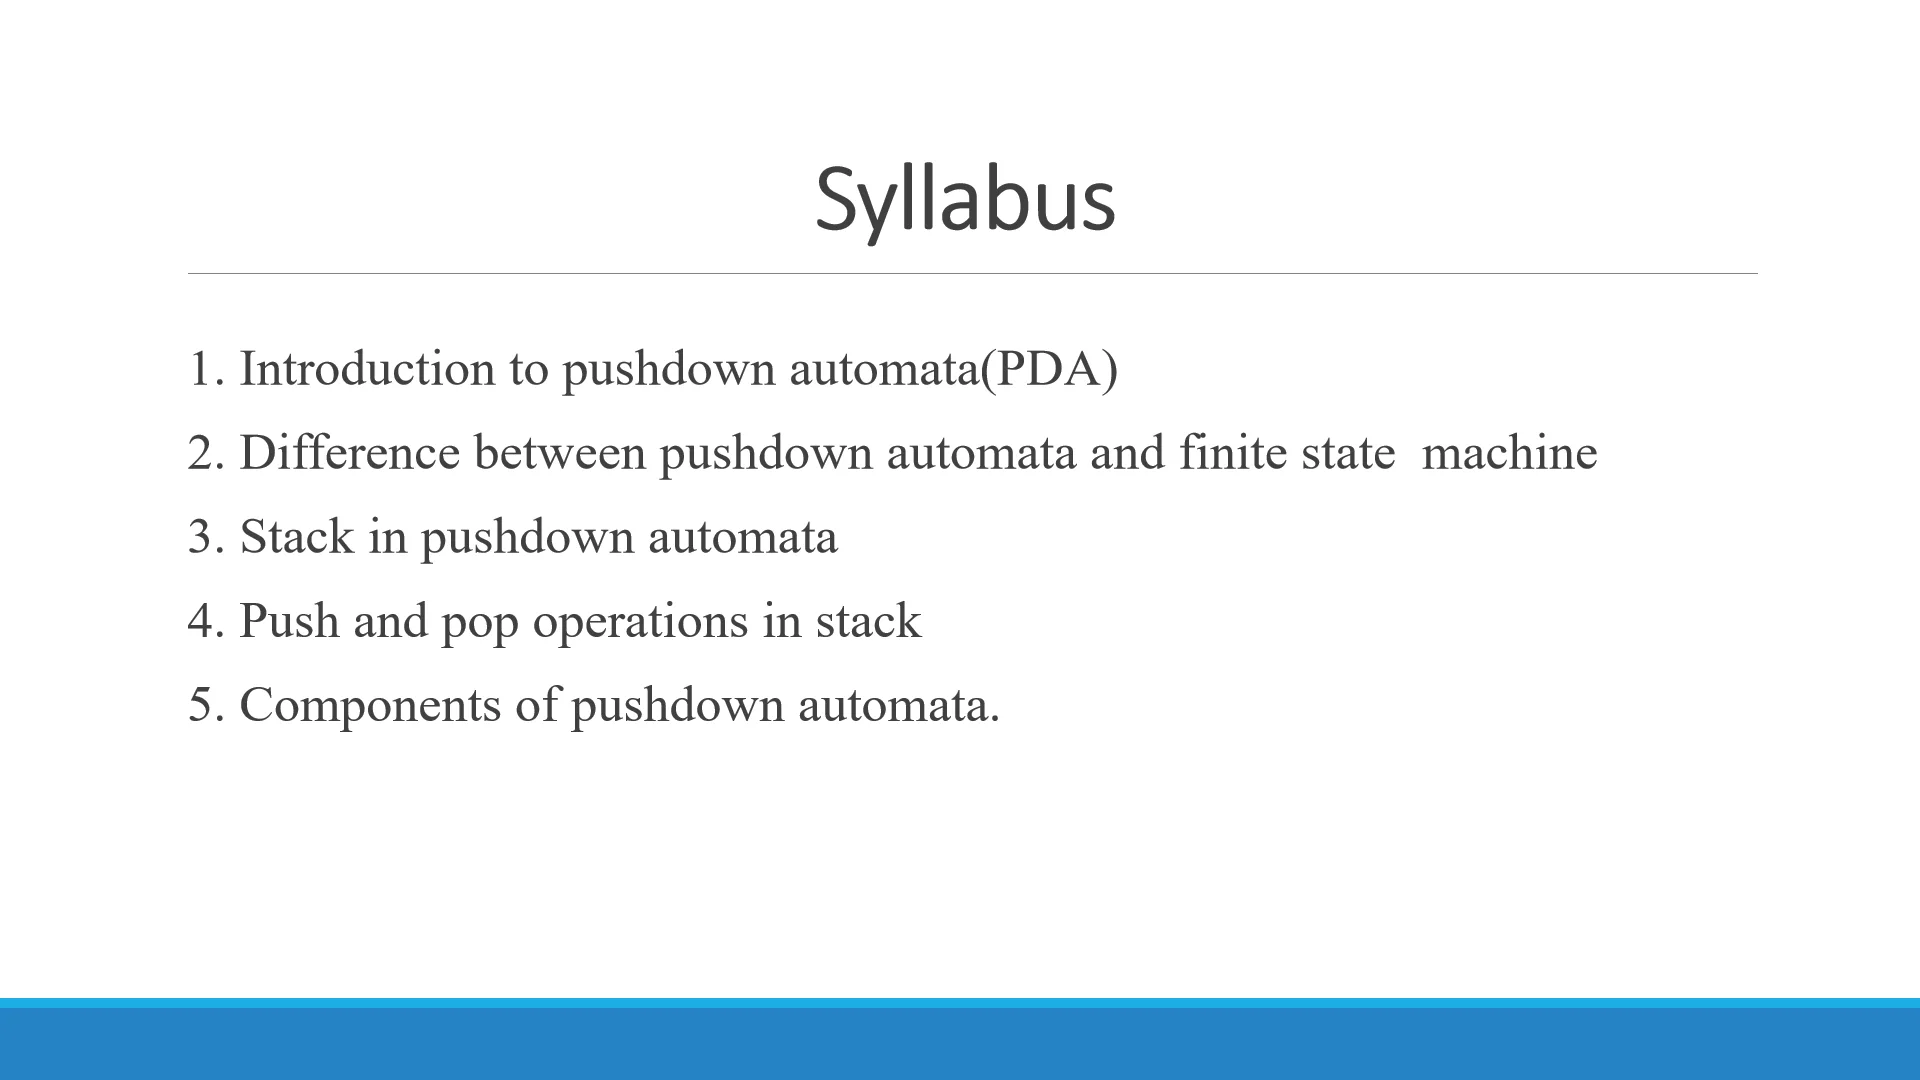 Syllabus
1. Introduction to pushdown automata(PDA)
2. Difference between pushdown automata and finite state  machine
3. Stack in pushdown automata
4. Push and pop operations in stack
5. Components of pushdown automata.